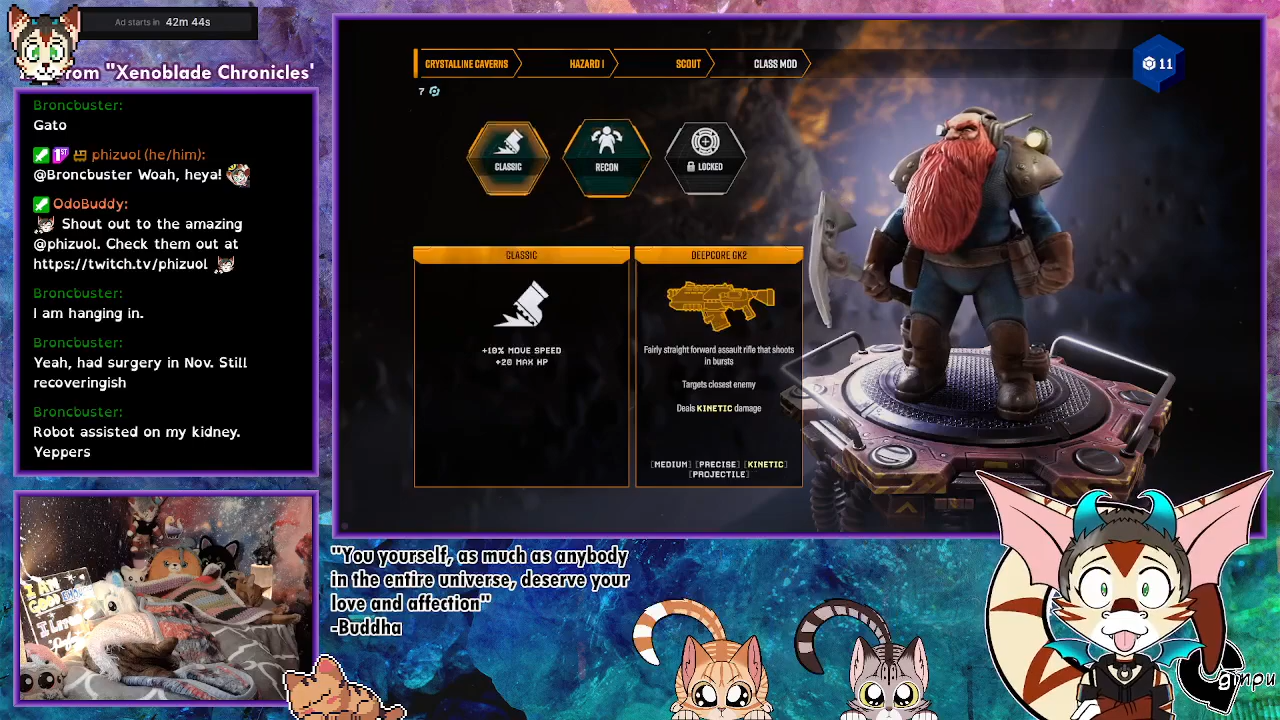 Ad starts in 42m 44s
from "Xenoblade Chronicles'
Broncbuster:
Gato
phizuol (he/him):
@Broncbuster Woah, heya!
OdoBuddy:
Shout out to the amazing
@phizuol. Check them out at
https://twitch.tv/phizuol
Broncbuster:
I am hanging in.
Broncbuster:
Yeah, had surgery in Nov. Still
recoveringish
Broncbuster:
Robot assisted on my kidney.
Yeppers
CRYSTALLINE CAVERNS
HAZARD I
SCOUT
CLASS MOD
11
7
CLASSIC
RECON
LOCKED
CLASSIC
+10% MOVE SPEED
+20 MAX HP
DEEPCORE GK2
Fairly straight forward assault rifle that shoots
in bursts
Targets closest enemy
Deals KINETIC damage
[MEDIUM] [PRECISE] [KINETIC]
[PROJECTILE]
I AM
GOOD
"You yourself, as much as anybody
in the entire universe, deserve your
love and affection"
-Buddha